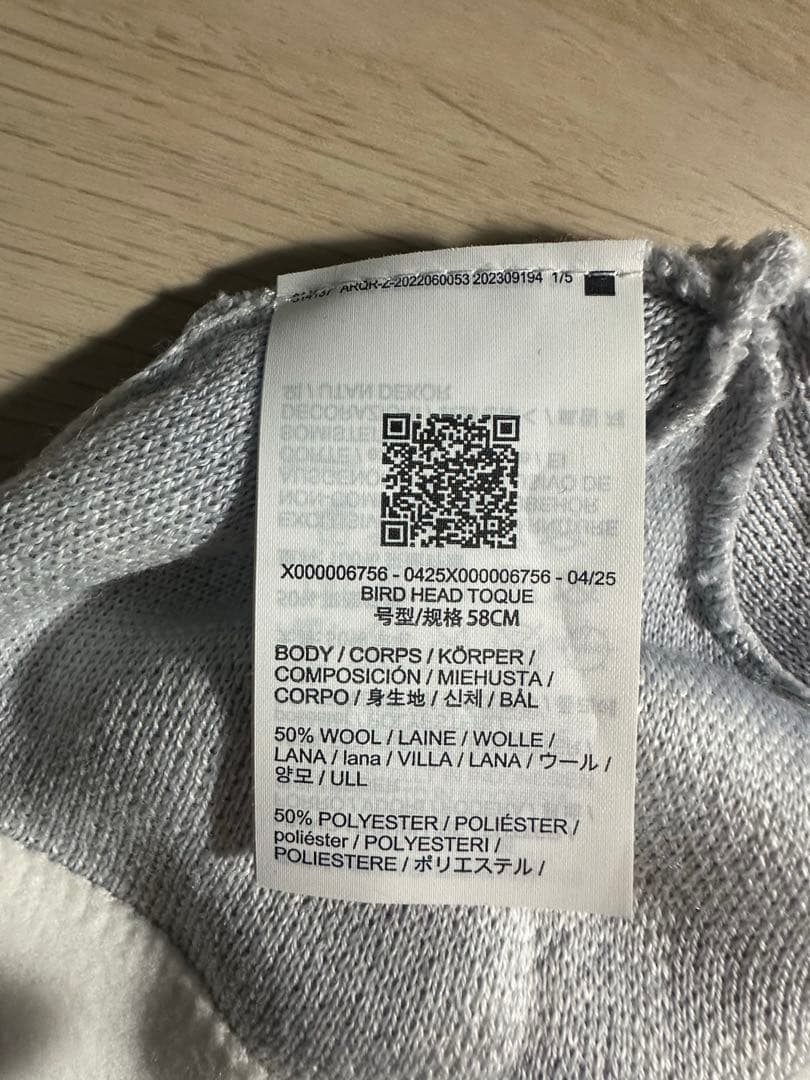 ARQR-Z-2022060053 202309194 1/5
X000006756 - 0425X000006756 - 04/25
BIRD HEAD TOQUE
号型/规格 58CM
BODY / CORPS / KÖRPER /
COMPOSICIÓN / MIEHUSTA /
CORPO / 身生地 / 신체 / BÅL
50% WOOL / LAINE / WOLLE /
LANA / lana / VILLA / LANA / ウール /
양모 / ULL
50% POLYESTER / POLIÉSTER /
poliéster / POLYESTERI /
POLIESTERE / ポリエステル /